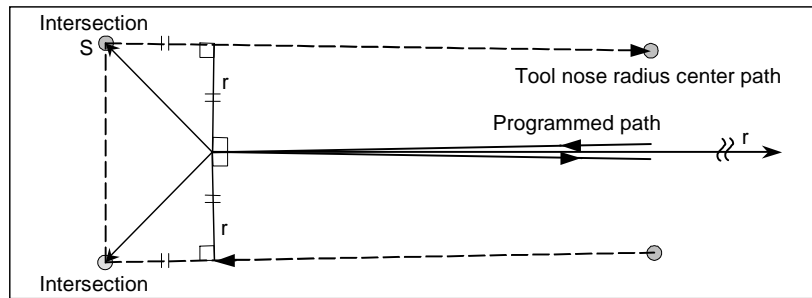 Intersection
S
Tool nose radius center path
r
Programmed path
r
r
Intersection